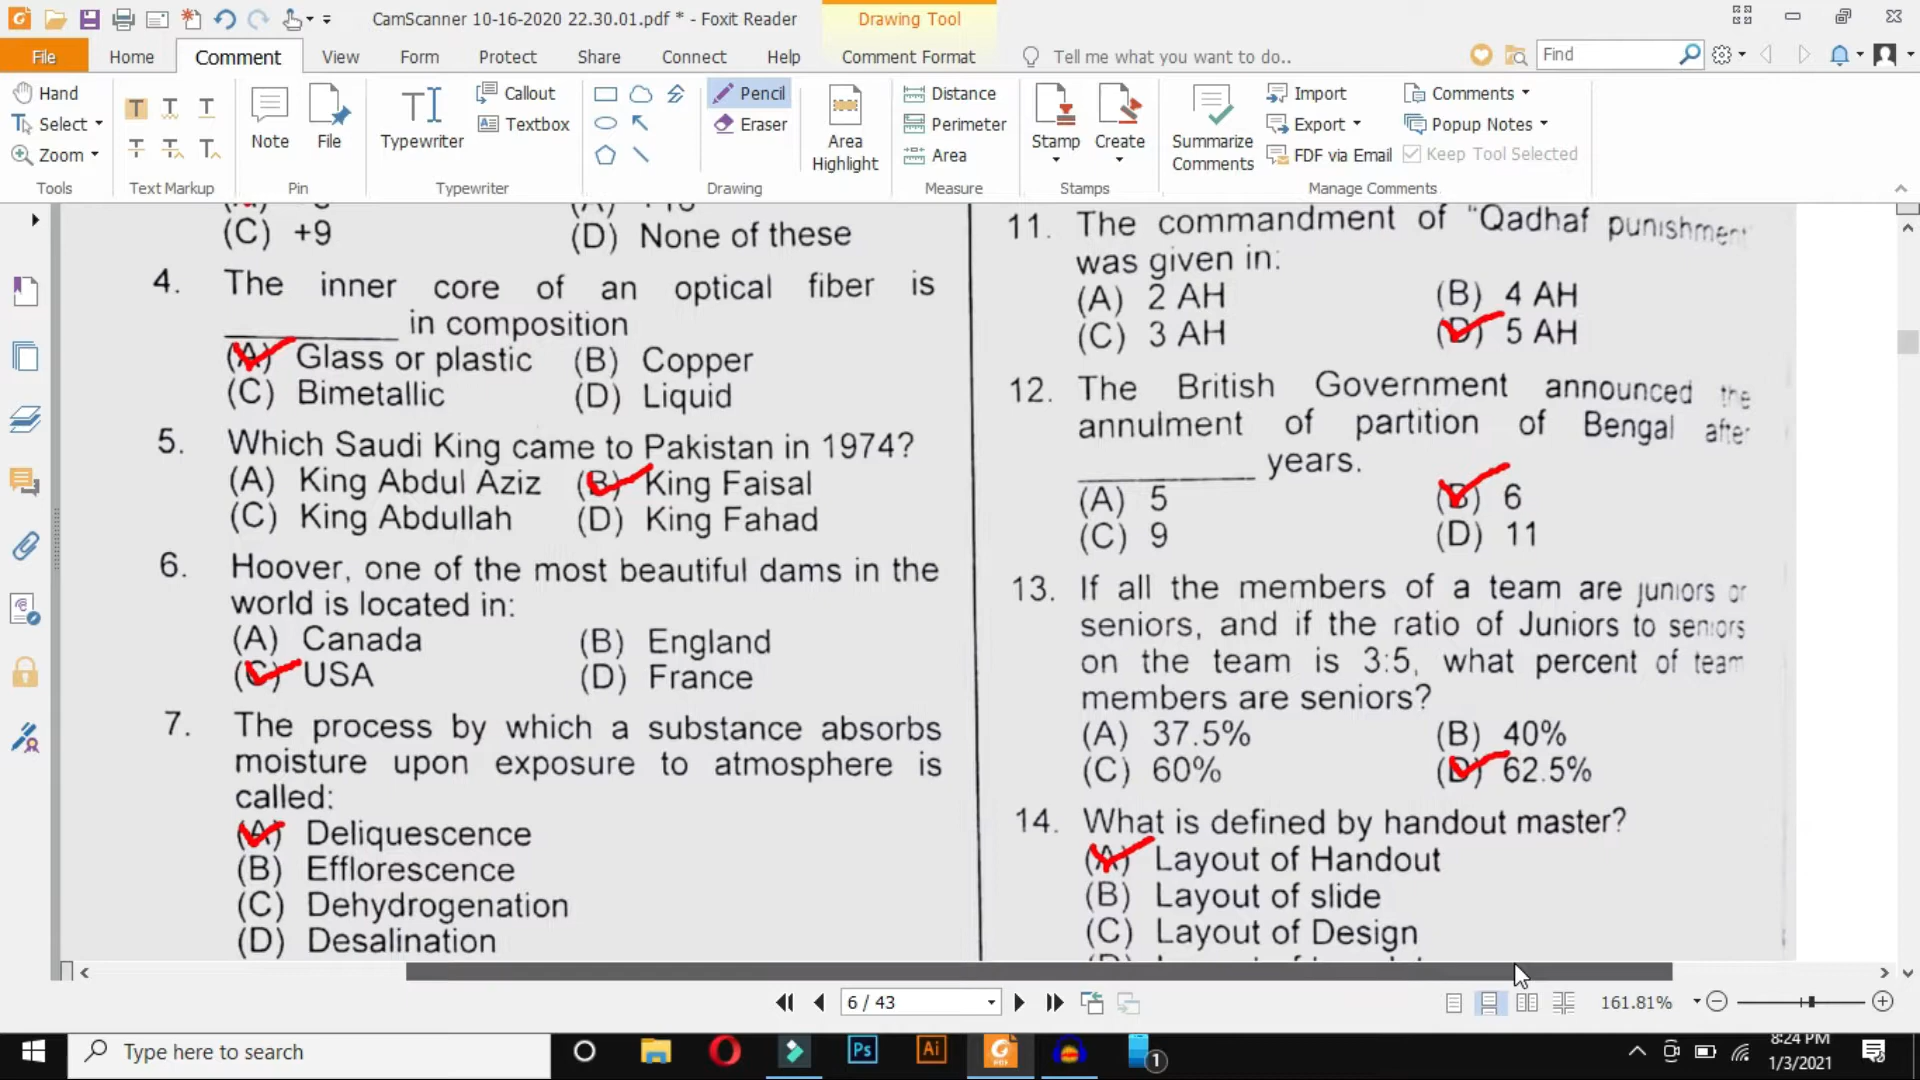 CamScanner 10-16-2020 22.30.01.pdf * - Foxit Reader
Drawing Tool
File
Home
Comment
View
Form
Protect
Share
Connect
Help
Comment Format
Tell me what you want to do..
Find
Hand
Select
Zoom
Tools
Text Markup
Note
File
Pin
Typewriter
Callout
Textbox
Typewriter
Pencil
Eraser
Drawing
Area
Highlight
Distance
Perimeter
Area
Measure
Stamp
Create
Stamps
Summarize
Comments
Import
Export
FDF via Email
Comments
Popup Notes
Keep Tool Selected
Manage Comments
(C) +9 (D) None of these
4. The inner core of an optical fiber is
__________ in composition
(A) Glass or plastic (B) Copper
(C) Bimetallic (D) Liquid
5. Which Saudi King came to Pakistan in 1974?
(A) King Abdul Aziz (B) King Faisal
(C) King Abdullah (D) King Fahad
6. Hoover, one of the most beautiful dams in the
world is located in:
(A) Canada (B) England
(C) USA (D) France
7. The process by which a substance absorbs
moisture upon exposure to atmosphere is
called:
(A) Deliquescence
(B) Efflorescence
(C) Dehydrogenation
(D) Desalination
11. The commandment of "Qadhaf punishment
was given in:
(A) 2 AH (B) 4 AH
(C) 3 AH (D) 5 AH
12. The British Government announced the
annulment of partition of Bengal after
__________ years.
(A) 5 (B) 6
(C) 9 (D) 11
13. If all the members of a team are juniors or
seniors, and if the ratio of Juniors to seniors
on the team is 3:5, what percent of team
members are seniors?
(A) 37.5% (B) 40%
(C) 60% (D) 62.5%
14. What is defined by handout master?
(A) Layout of Handout
(B) Layout of slide
(C) Layout of Design
6 / 43
161.81%
Type here to search
Ps
Ai
1
8:24 PM
1/3/2021